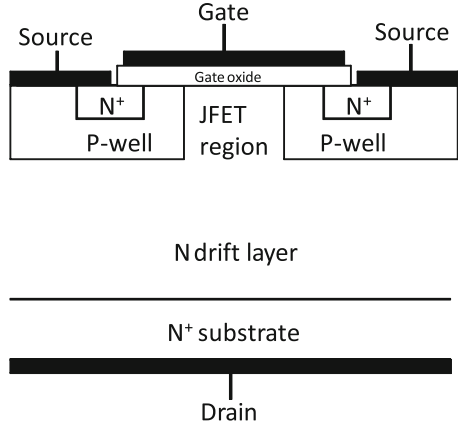 Gate
Source
Source
Gate oxide
N⁺
N⁺
JFET
region
P-well
P-well
N drift layer
N⁺ substrate
Drain